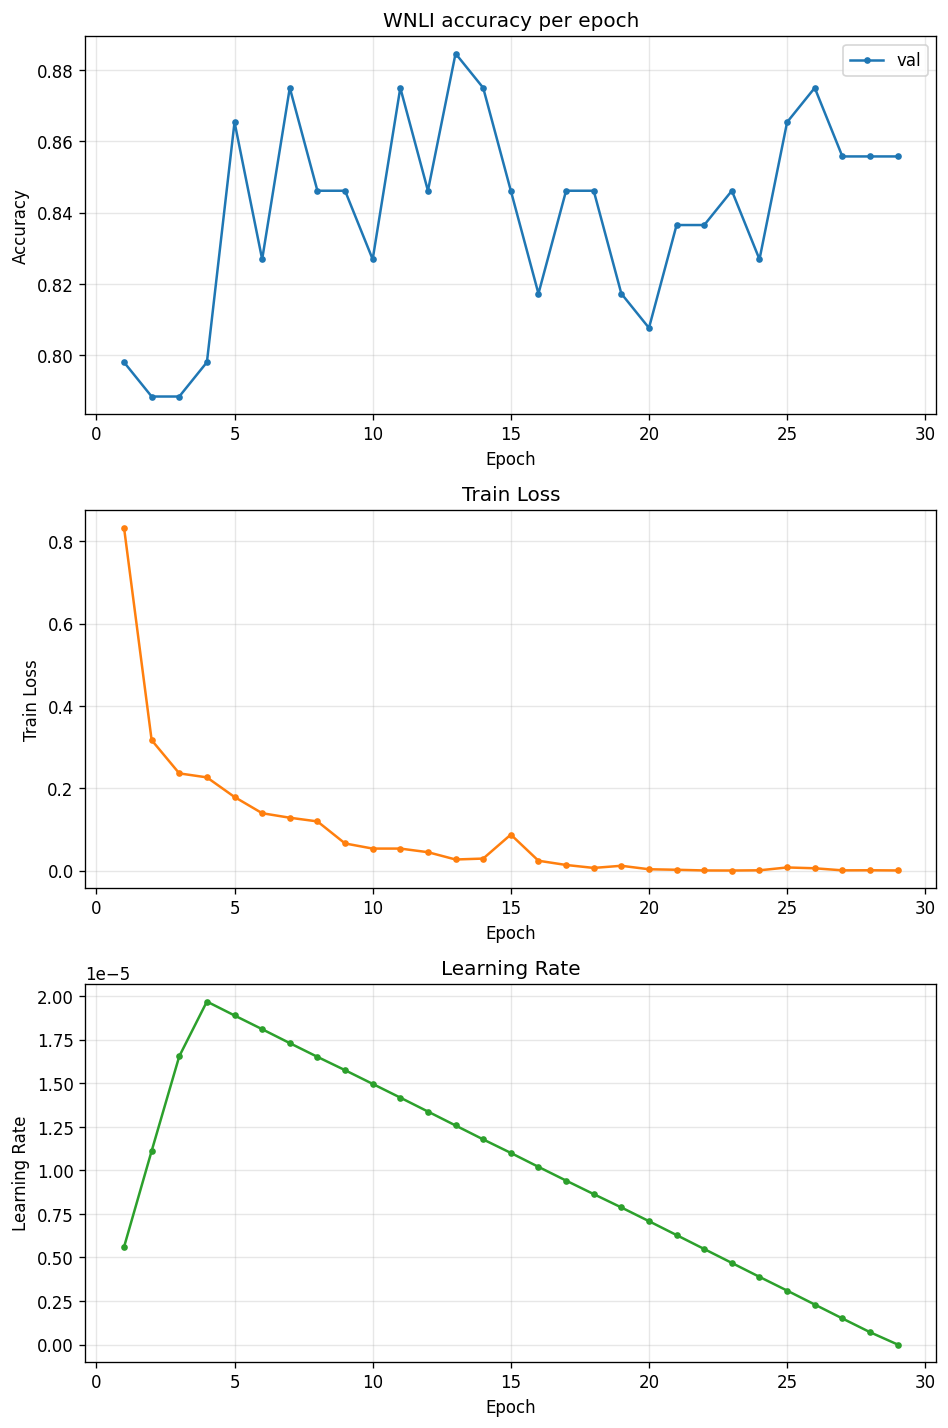 WNLI accuracy per epoch
val
0.88
0.86
0.84
0.82
0.80
Accuracy
0 5 10 15 20 25 30
Epoch
Train Loss
0.8
0.6
0.4
0.2
0.0
Train Loss
0 5 10 15 20 25 30
Epoch
Learning Rate
1e−5
2.00
1.75
1.50
1.25
1.00
0.75
0.50
0.25
0.00
Learning Rate
0 5 10 15 20 25 30
Epoch